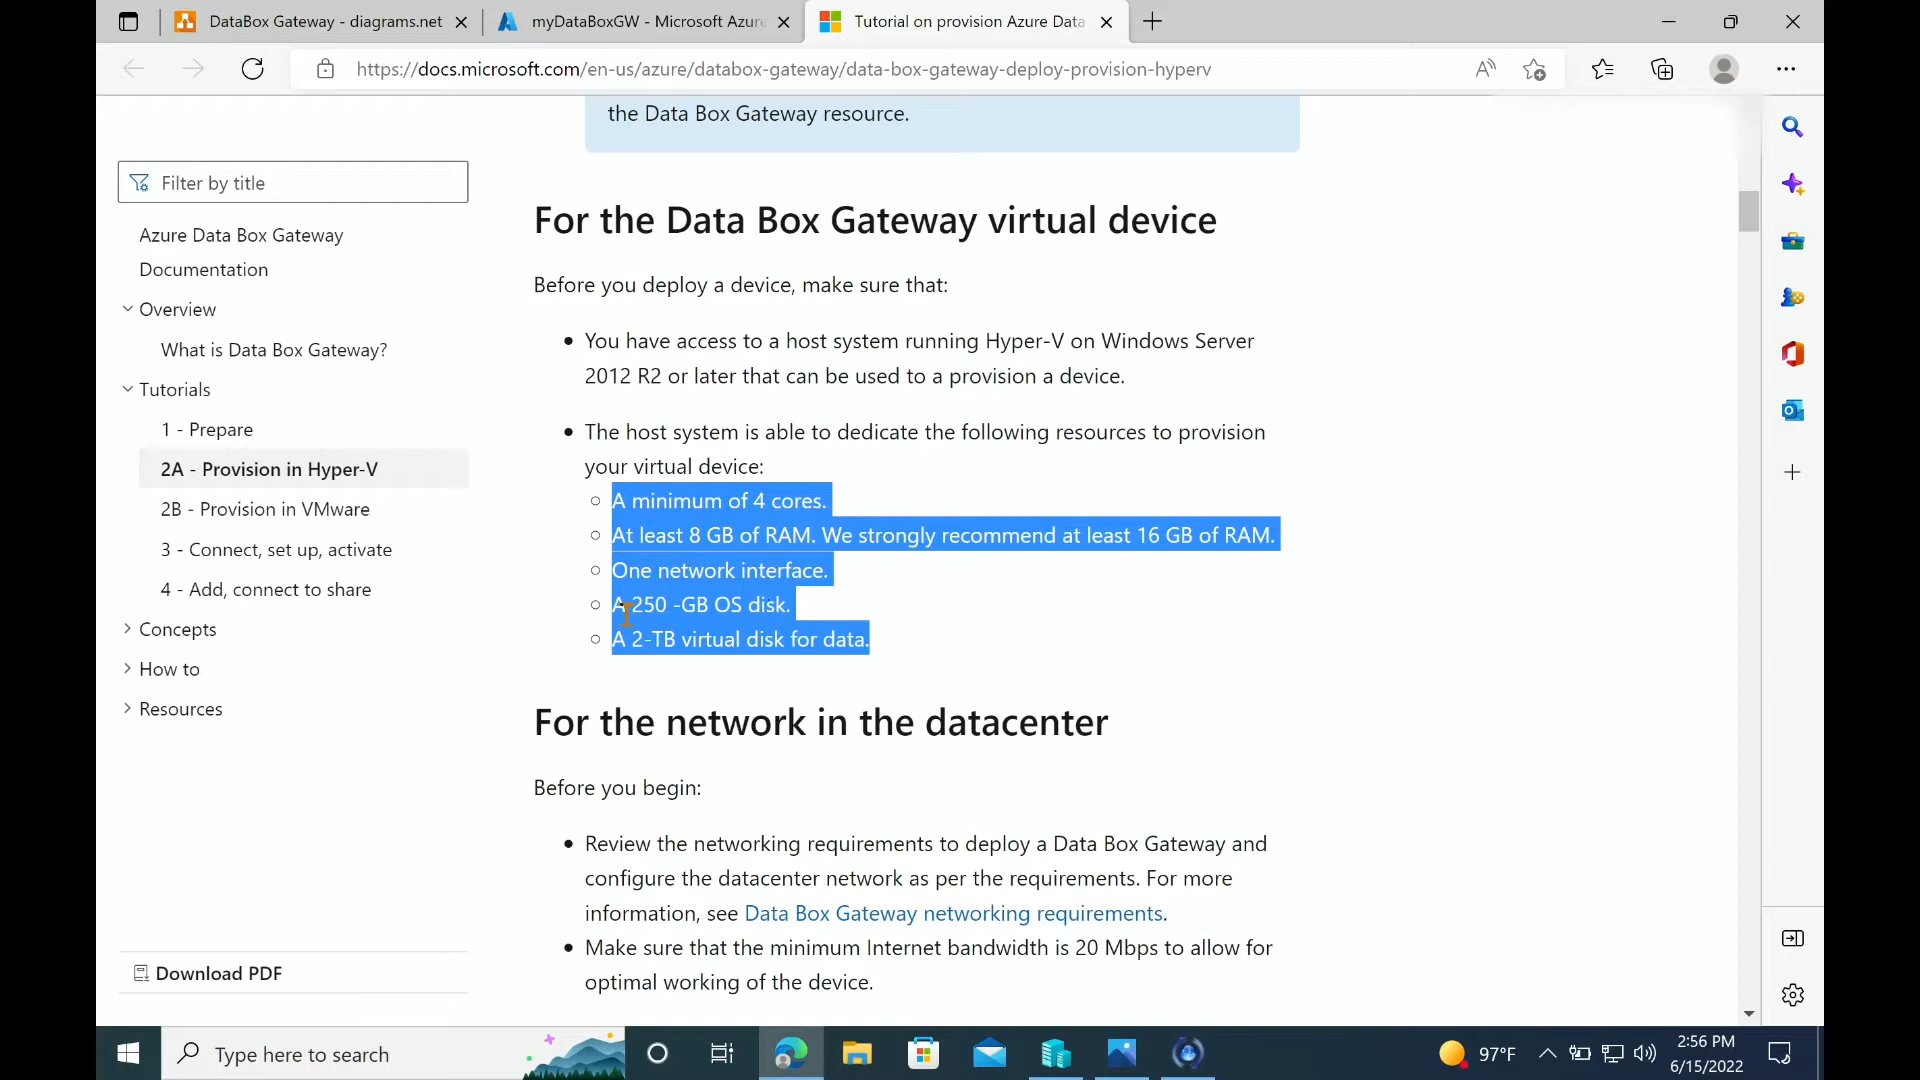 DataBox Gateway - diagrams.net
myDataBoxGW - Microsoft Azure
Tutorial on provision Azure Data
https://docs.microsoft.com/en-us/azure/databox-gateway/data-box-gateway-deploy-provision-hyperv
the Data Box Gateway resource.
Filter by title
Azure Data Box Gateway
Documentation
Overview
What is Data Box Gateway?
Tutorials
1 - Prepare
2A - Provision in Hyper-V
2B - Provision in VMware
3 - Connect, set up, activate
4 - Add, connect to share
Concepts
How to
Resources
Download PDF
For the Data Box Gateway virtual device
Before you deploy a device, make sure that:
You have access to a host system running Hyper-V on Windows Server
2012 R2 or later that can be used to a provision a device.
The host system is able to dedicate the following resources to provision
your virtual device:
A minimum of 4 cores.
At least 8 GB of RAM. We strongly recommend at least 16 GB of RAM.
One network interface.
A 250 -GB OS disk.
A 2-TB virtual disk for data.
For the network in the datacenter
Before you begin:
Review the networking requirements to deploy a Data Box Gateway and
configure the datacenter network as per the requirements. For more
information, see Data Box Gateway networking requirements.
Make sure that the minimum Internet bandwidth is 20 Mbps to allow for
optimal working of the device.
Type here to search
97°F
2:56 PM
6/15/2022